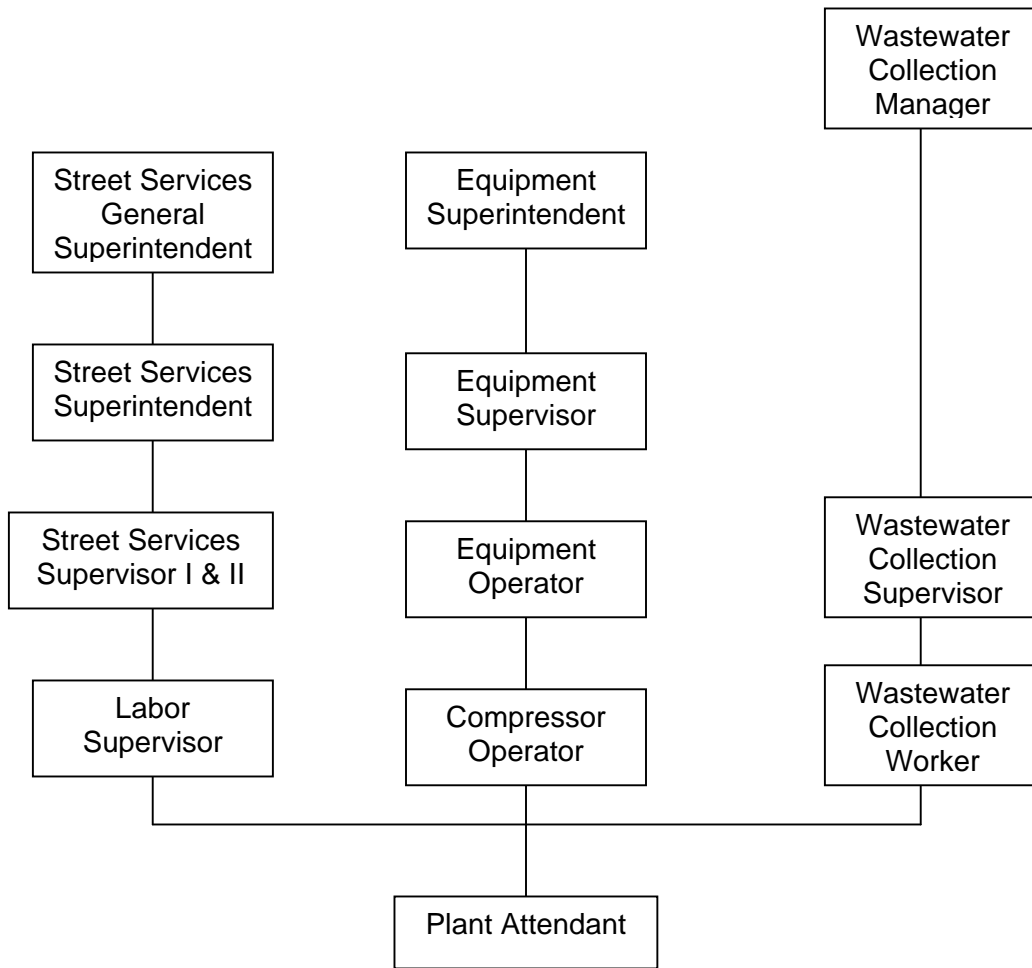 Wastewater
Collection
Manager
Street Services
General
Superintendent
Equipment
Superintendent
Street Services
Superintendent
Equipment
Supervisor
Street Services
Supervisor I & II
Equipment
Operator
Wastewater
Collection
Supervisor
Labor
Supervisor
Compressor
Operator
Wastewater
Collection
Worker
Plant Attendant